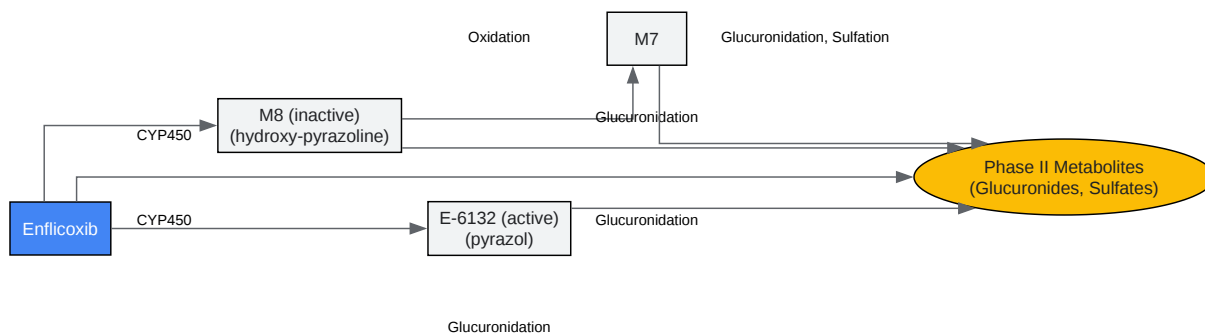 Oxidation
M7
Glucuronidation, Sulfation
M8 (inactive)
(hydroxy-pyrazoline)
CYP450
Glucuronidation
Phase II Metabolites
(Glucuronides, Sulfates)
Enflicoxib
CYP450
E-6132 (active)
(pyrazol)
Glucuronidation
Glucuronidation